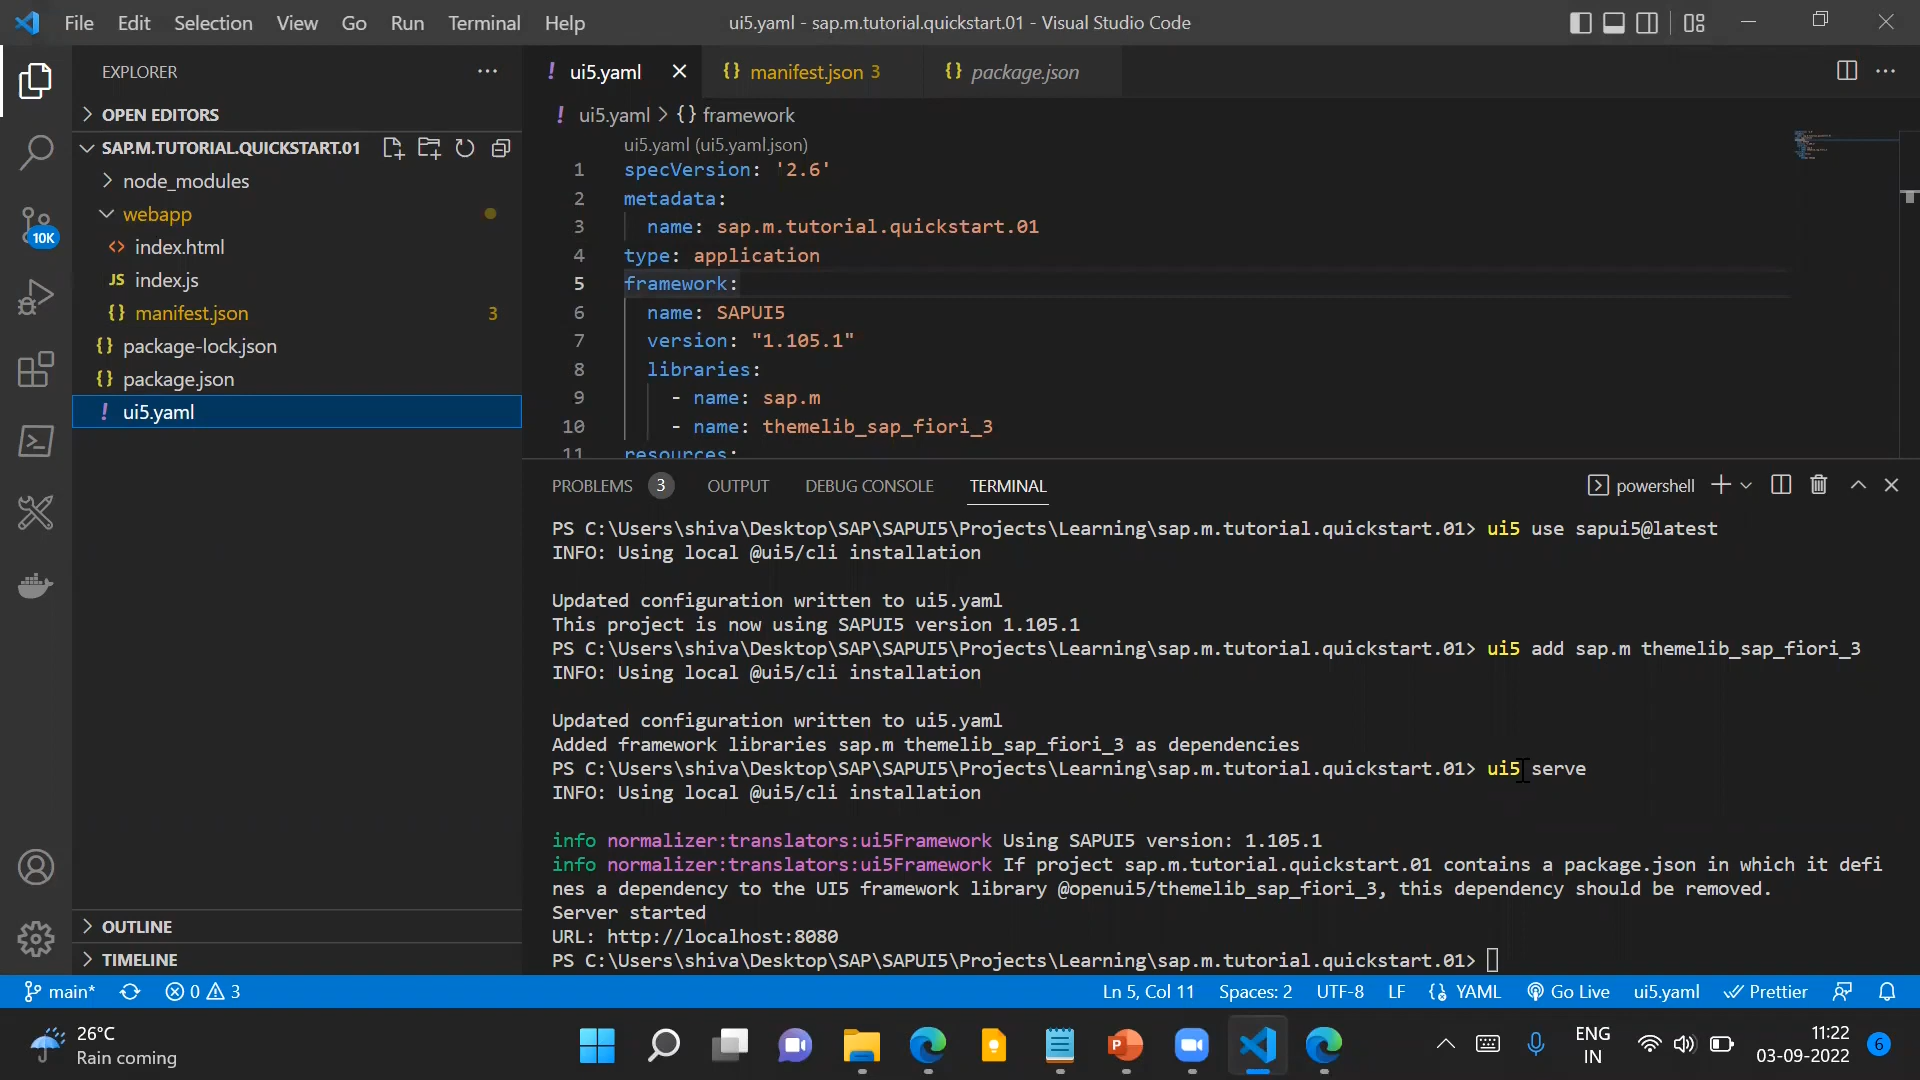 File Edit Selection View Go Run Terminal Help
ui5.yaml - sap.m.tutorial.quickstart.01 - Visual Studio Code
EXPLORER
OPEN EDITORS
SAP.M.TUTORIAL.QUICKSTART.01
node_modules
webapp
index.html
JS index.js
manifest.json 3
package-lock.json
package.json
! ui5.yaml
OUTLINE
TIMELINE
10K
! ui5.yaml
{} manifest.json 3
{} package.json
! ui5.yaml > {} framework
ui5.yaml (ui5.yaml.json)
1 specVersion: '2.6'
2 metadata:
3 name: sap.m.tutorial.quickstart.01
4 type: application
5 framework:
6 name: SAPUI5
7 version: "1.105.1"
8 libraries:
9 - name: sap.m
10 - name: themelib_sap_fiori_3
11 resources:
PROBLEMS 3 OUTPUT DEBUG CONSOLE TERMINAL
powershell
PS C:\Users\shiva\Desktop\SAP\SAPUI5\Projects\Learning\sap.m.tutorial.quickstart.01> ui5 use sapui5@latest
INFO: Using local @ui5/cli installation
Updated configuration written to ui5.yaml
This project is now using SAPUI5 version 1.105.1
PS C:\Users\shiva\Desktop\SAP\SAPUI5\Projects\Learning\sap.m.tutorial.quickstart.01> ui5 add sap.m themelib_sap_fiori_3
INFO: Using local @ui5/cli installation
Updated configuration written to ui5.yaml
Added framework libraries sap.m themelib_sap_fiori_3 as dependencies
PS C:\Users\shiva\Desktop\SAP\SAPUI5\Projects\Learning\sap.m.tutorial.quickstart.01> ui5 serve
INFO: Using local @ui5/cli installation
info normalizer:translators:ui5Framework Using SAPUI5 version: 1.105.1
info normalizer:translators:ui5Framework If project sap.m.tutorial.quickstart.01 contains a package.json in which it defi
nes a dependency to the UI5 framework library @openui5/themelib_sap_fiori_3, this dependency should be removed.
Server started
URL: http://localhost:8080
PS C:\Users\shiva\Desktop\SAP\SAPUI5\Projects\Learning\sap.m.tutorial.quickstart.01>
main* 0 3
Ln 5, Col 11 Spaces: 2 UTF-8 LF {} YAML Go Live ui5.yaml Prettier
26°C
Rain coming
ENG
IN
11:22
03-09-2022
6